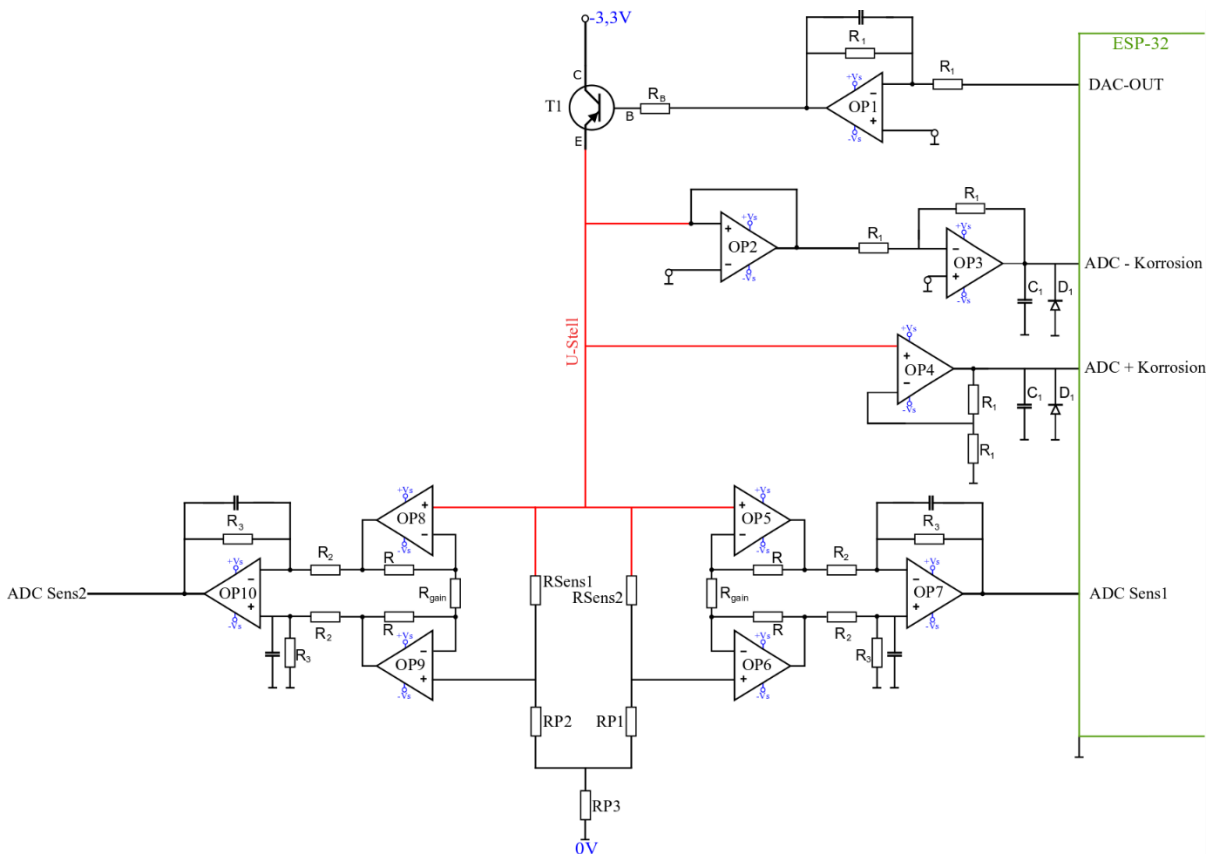 -3,3V
C
T1
B
E
R_B
R₁
+Vs
-
OP1
+
-Vs
R₁
ESP-32
DAC-OUT
+Vs
+
OP2
-
-Vs
R₁
R₁
+Vs
-
OP3
+
-Vs
C₁
D₁
ADC - Korrosion
U-Stell
+Vs
+
OP4
-
-Vs
R₁
R₁
C₁
D₁
ADC + Korrosion
R₃
+Vs
-
OP10
+
-Vs
ADC Sens2
R₂
R
+Vs
+
OP8
-
-Vs
R_gain
R₂
R
R₃
+Vs
-
OP9
+
-Vs
RSens1
RSens2
RP2
RP1
RP3
0V
+Vs
+
OP5
-
-Vs
R_gain
R
R₂
R
R₂
+Vs
-
OP6
+
-Vs
R₃
R₃
+Vs
-
OP7
+
-Vs
ADC Sens1